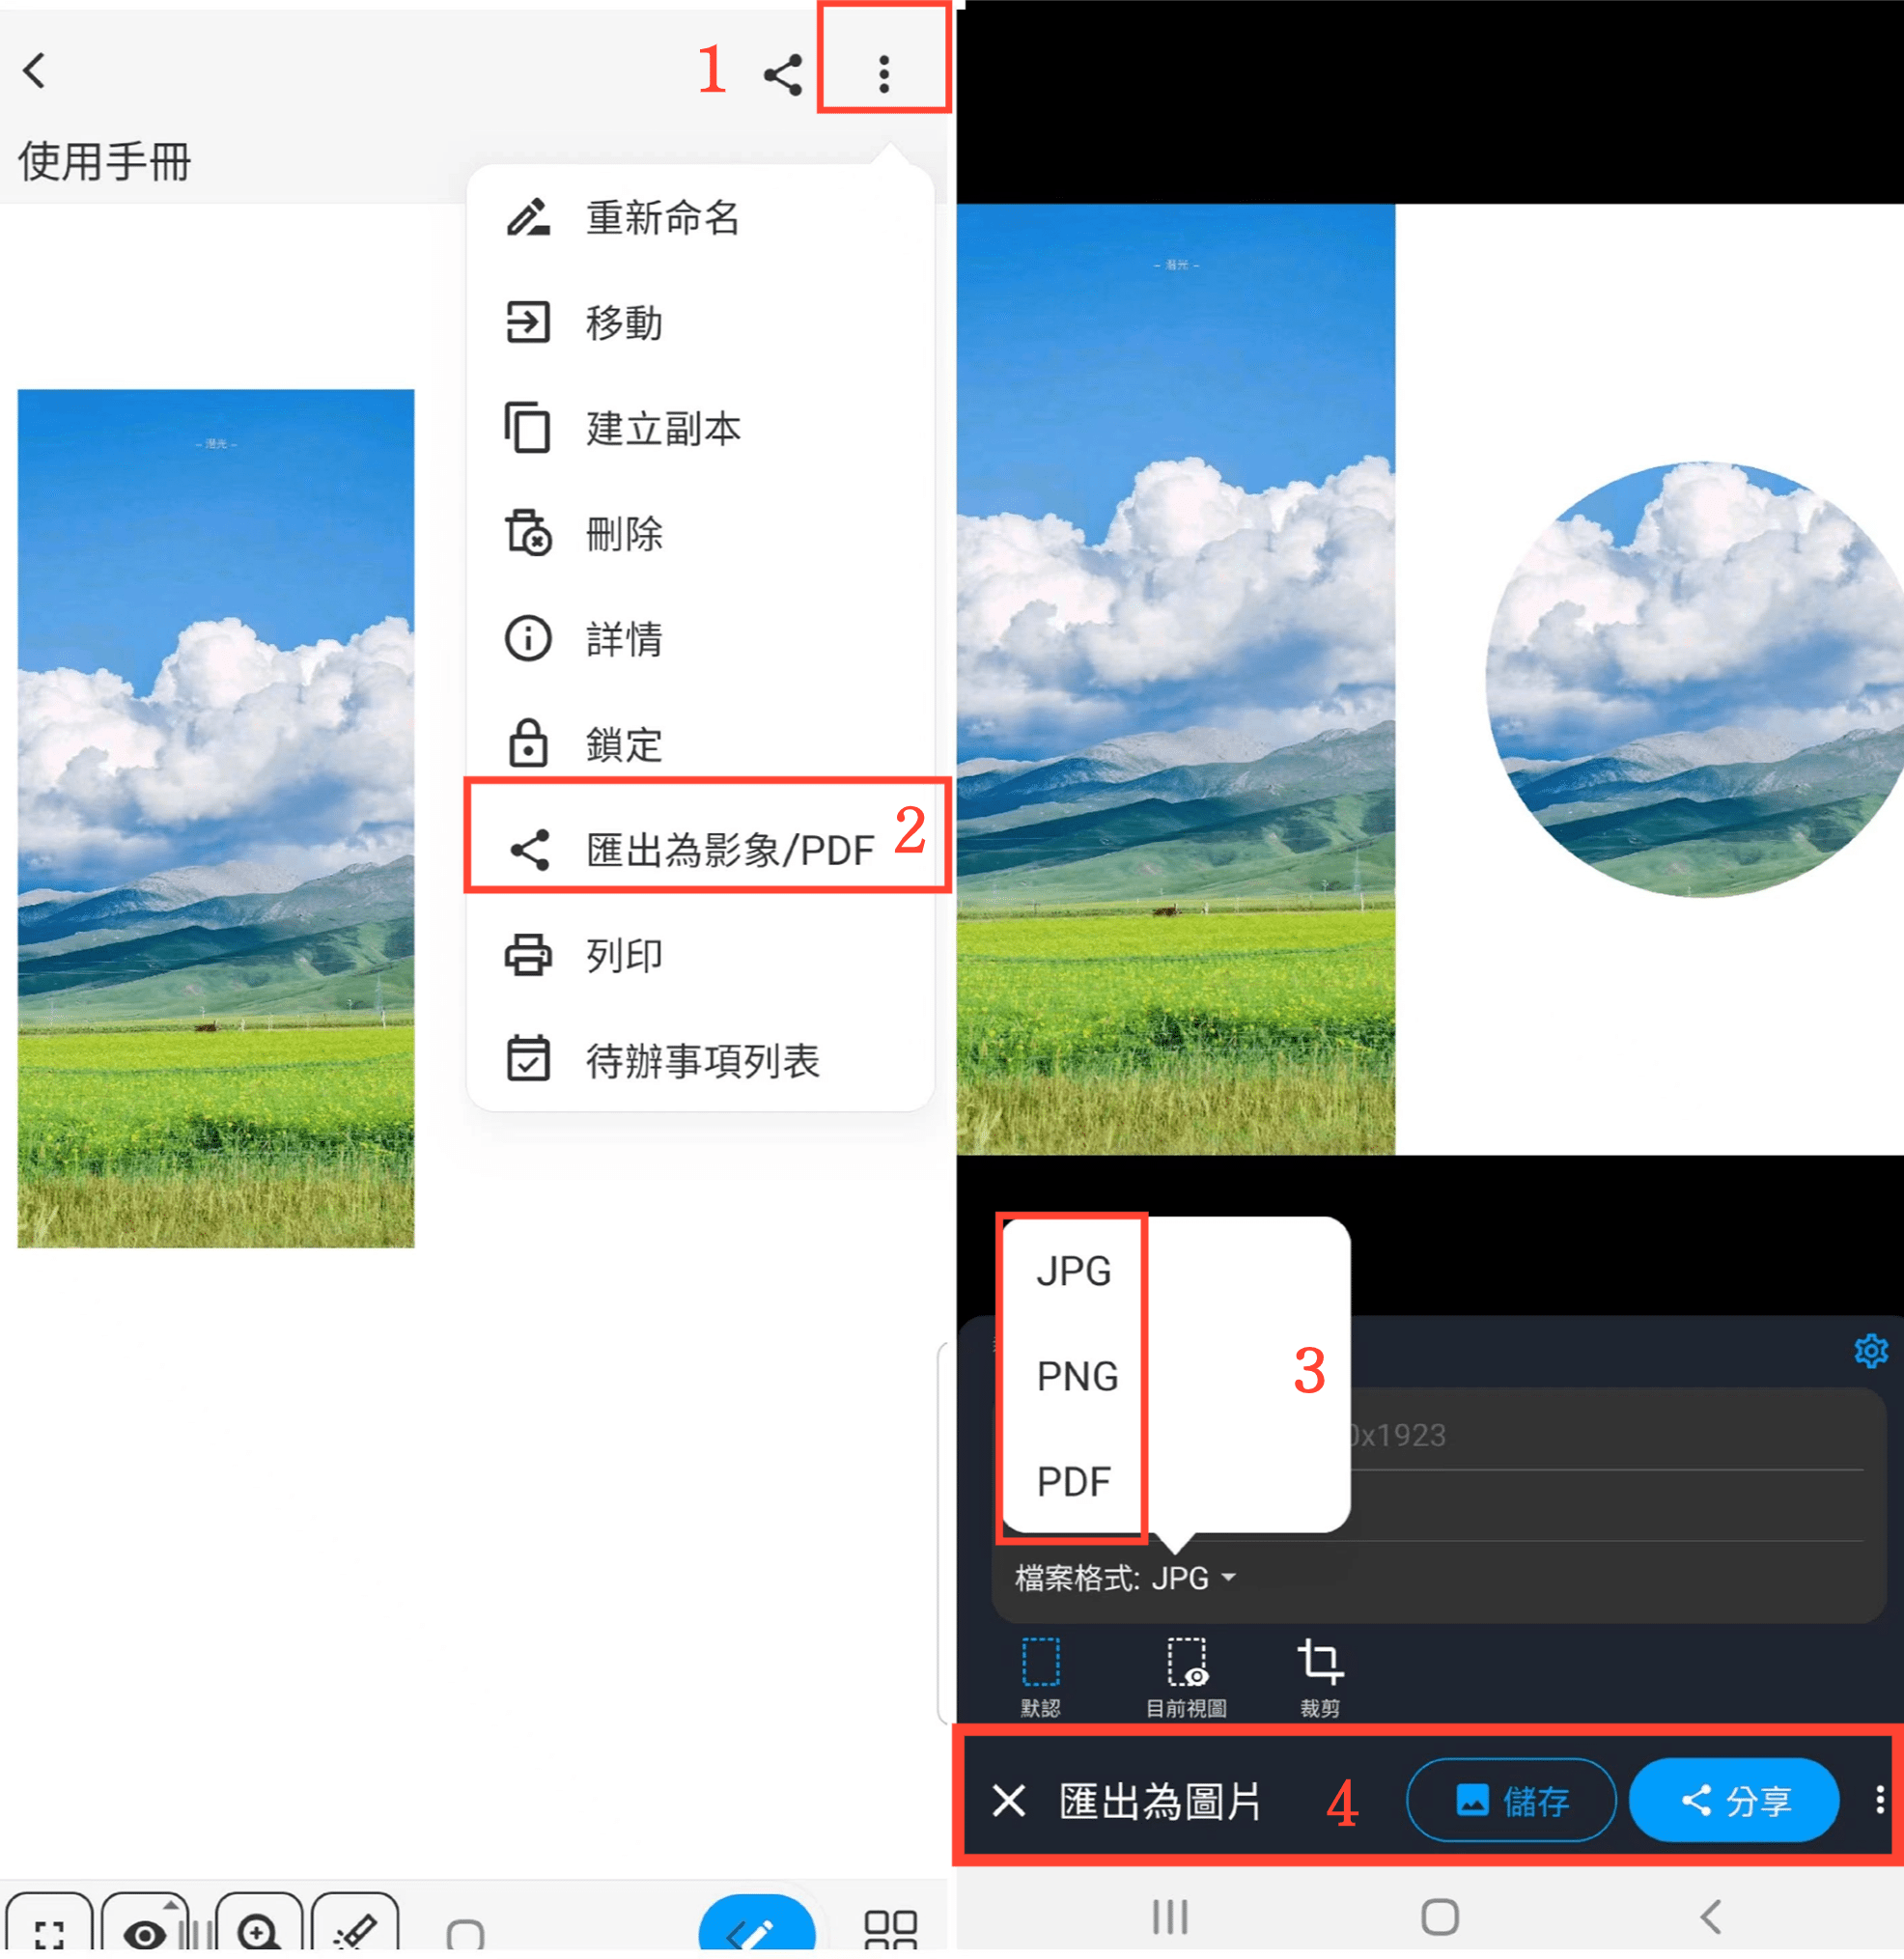 1
使用手冊
重新命名
移動
建立副本
刪除
詳情
鎖定
匯出為影象/PDF 2
列印
待辦事項列表
JPG
PNG
PDF
3
0x1923
檔案格式: JPG
默認
目前視圖
裁剪
匯出為圖片 4 儲存 分享